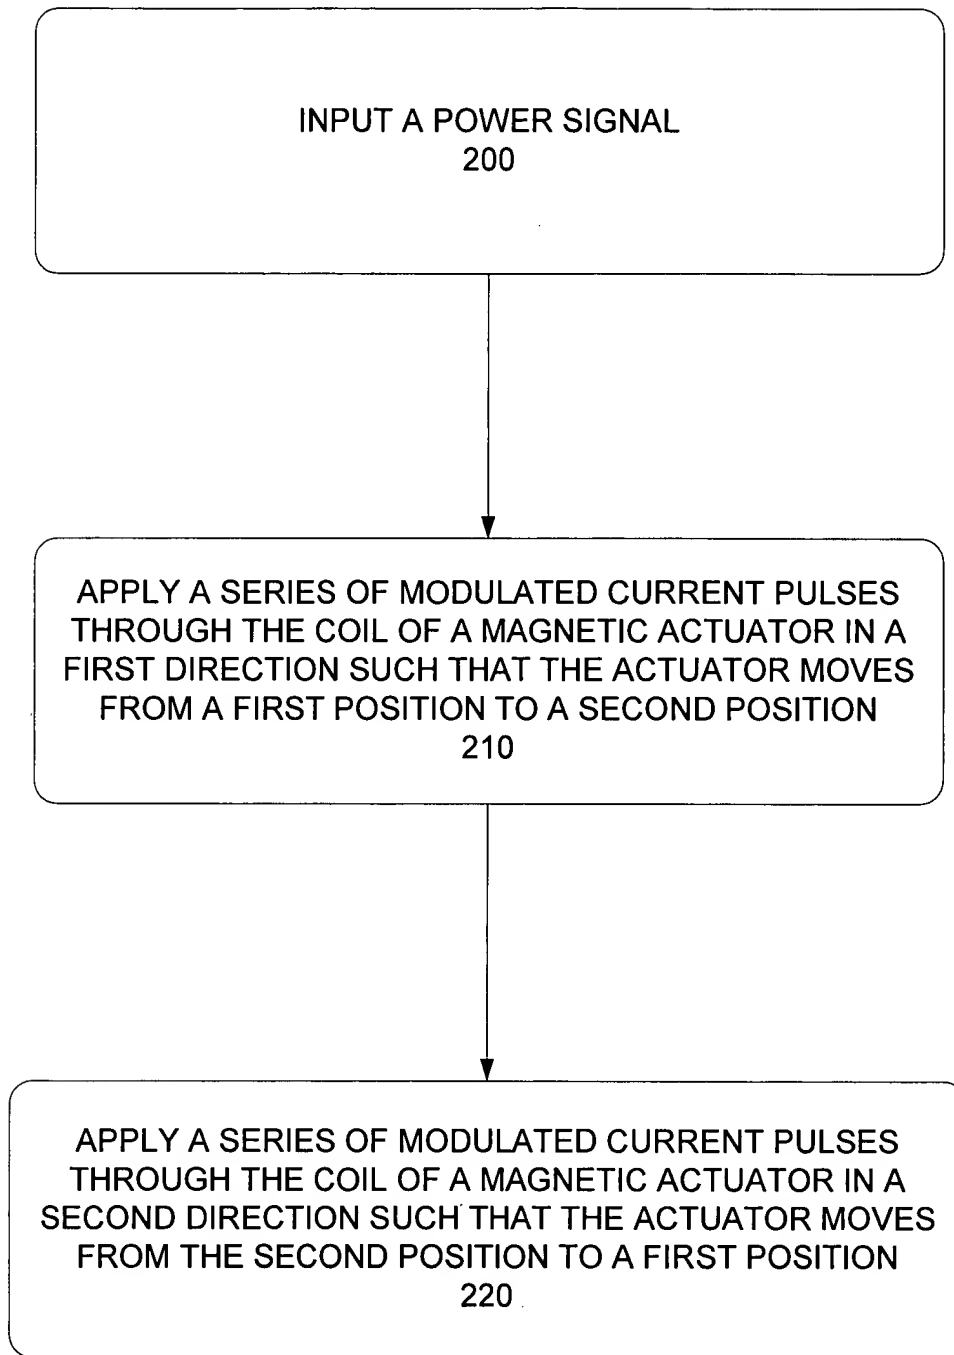 INPUT A POWER SIGNAL
200
APPLY A SERIES OF MODULATED CURRENT PULSES
THROUGH THE COIL OF A MAGNETIC ACTUATOR IN A
FIRST DIRECTION SUCH THAT THE ACTUATOR MOVES
FROM A FIRST POSITION TO A SECOND POSITION
210
APPLY A SERIES OF MODULATED CURRENT PULSES
THROUGH THE COIL OF A MAGNETIC ACTUATOR IN A
SECOND DIRECTION SUCH THAT THE ACTUATOR MOVES
FROM THE SECOND POSITION TO A FIRST POSITION
220